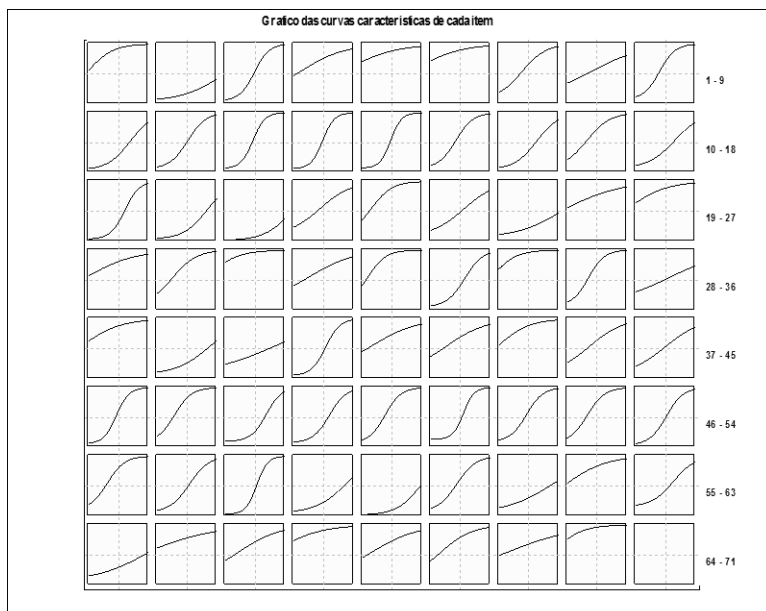 Grafico das curvas caracteristicas de cada item
1 - 9
10 - 18
19 - 27
28 - 36
37 - 45
46 - 54
55 - 63
64 - 71